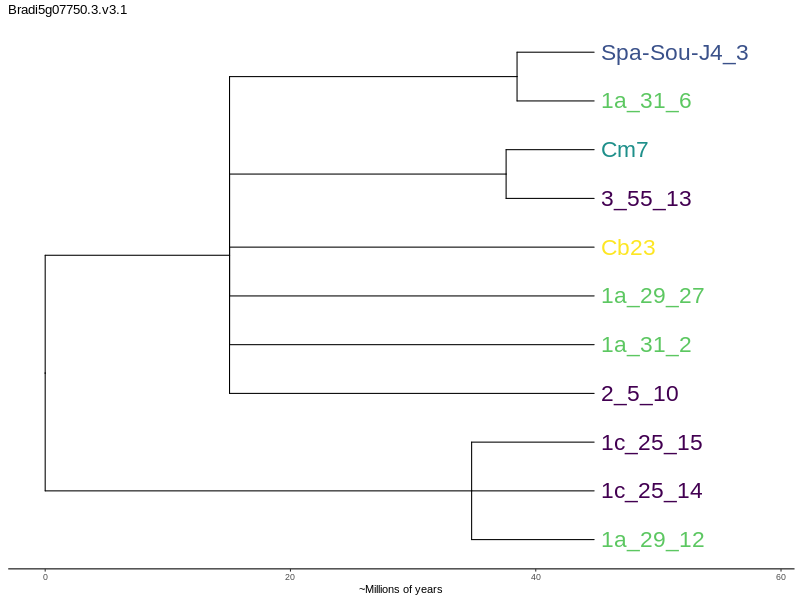 Bradi5g07750.3.v3.1
Spa-Sou-J4_3
1a_31_6
Cm7
3_55_13
Cb23
1a_29_27
1a_31_2
2_5_10
1c_25_15
1c_25_14
1a_29_12
0 20 40 60
~Millions of years